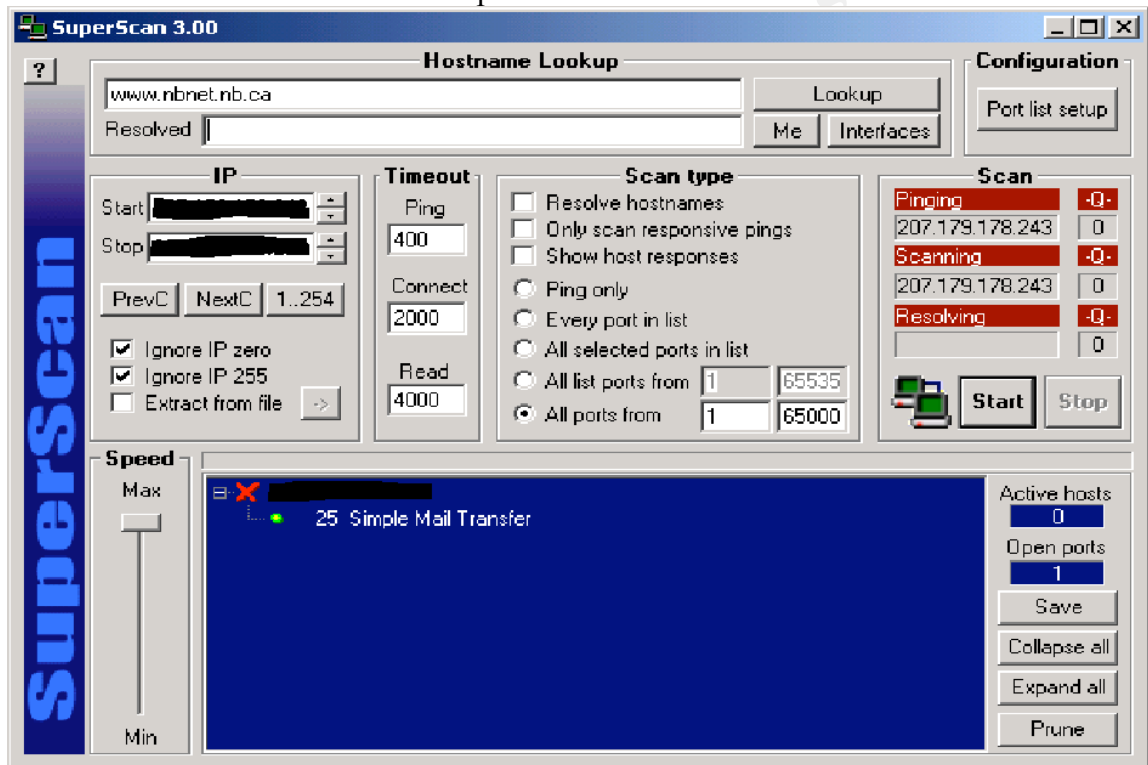 SuperScan 3.00
?
Hostname Lookup
www.nbnet.nb.ca
Lookup
Resolved
Me
Interfaces
Configuration
Port list setup
IP
Start
Stop
PrevC
NextC
1..254
Ignore IP zero
Ignore IP 255
Extract from file
->
Timeout
Ping
400
Connect
2000
Read
4000
Scan type
Resolve hostnames
Only scan responsive pings
Show host responses
Ping only
Every port in list
All selected ports in list
All list ports from 1 65535
All ports from 1 65000
Scan
Pinging -Q-
207.179.178.243 0
Scanning -Q-
207.179.178.243 0
Resolving -Q-
0
Start
Stop
SuperScan
Speed
Max
Min
25 Simple Mail Transfer
Active hosts
0
Open ports
1
Save
Collapse all
Expand all
Prune